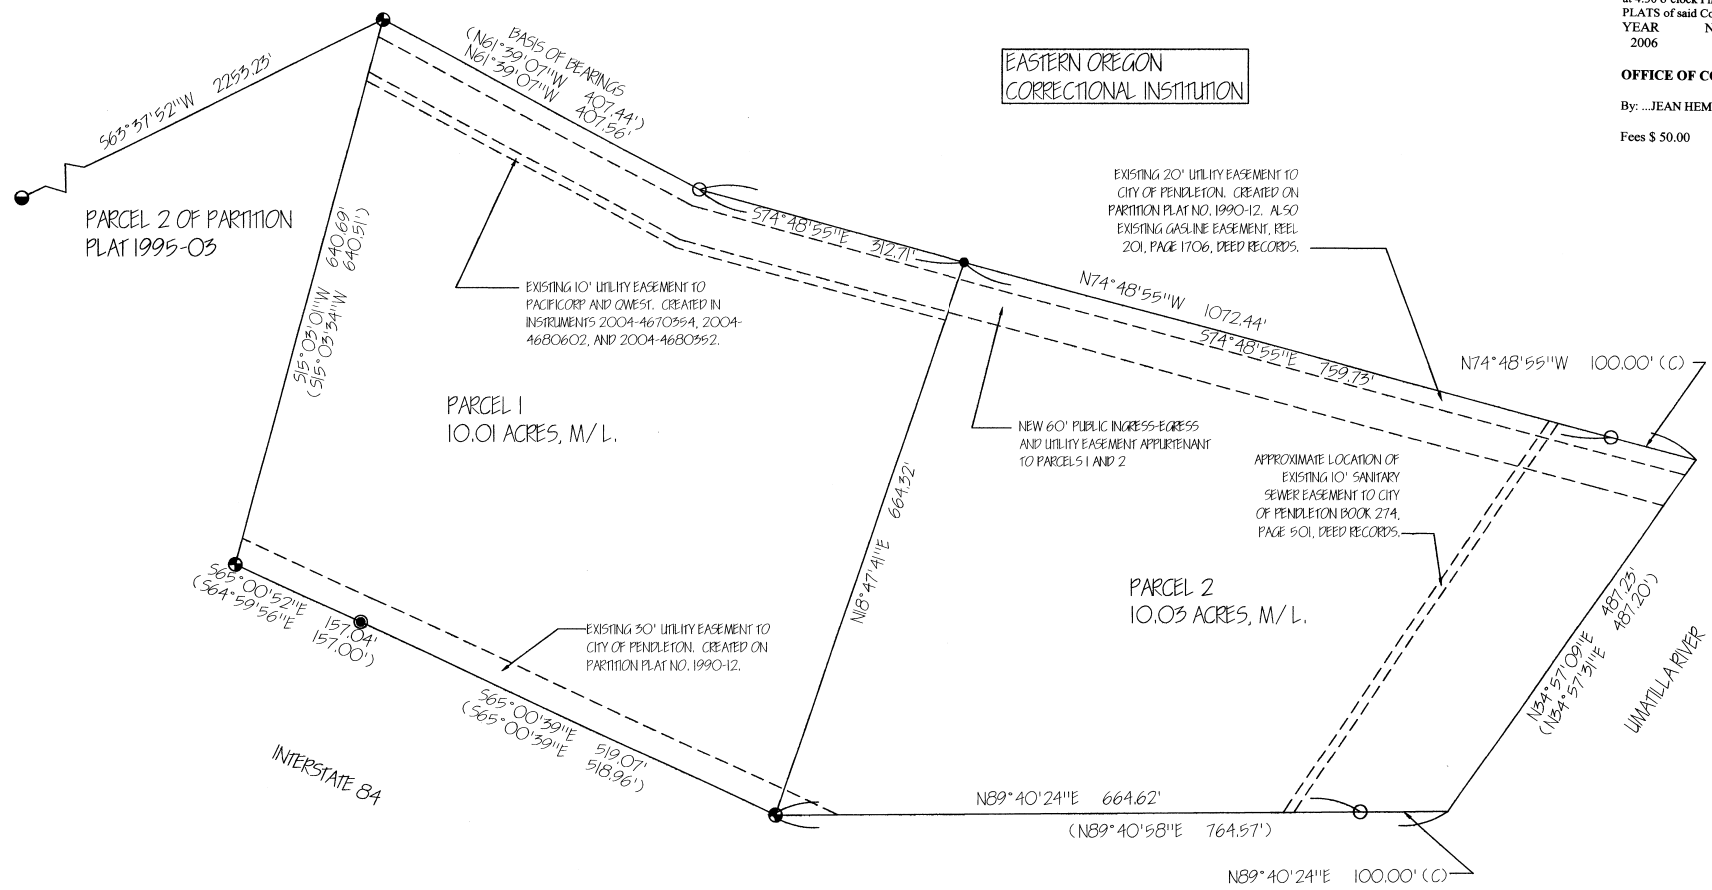 at 4:30 o'clock
PLATS of said
YEAR
2006
OFFICE OF
By: ...JEAN
Fees $ 50.00
EASTERN OREGON
CORRECTIONAL INSTITUTION
S63°37'52"W 2253.23'
BASIS OF BEARINGS
(N61°39'07"W 407.44')
N61°39'07"W 407.56'
PARCEL 2 OF PARTITION
PLAT 1995-03
S15°03'01"W 640.69'
(S15°03'34"W 640.51')
EXISTING 10' UTILITY EASEMENT TO
PACIFICORP AND QWEST. CREATED IN
INSTRUMENTS 2004-4670354, 2004-
4680602, AND 2004-4680352.
S74°48'55"E 312.71'
EXISTING 20' UTILITY EASEMENT TO
CITY OF PENDLETON. CREATED ON
PARTITION PLAT NO. 1990-12. ALSO
EXISTING GASLINE EASEMENT, REEL
201, PAGE 1706, DEED RECORDS.
N74°48'55"W 1072.44'
S74°48'55"E 759.73'
N74°48'55"W 100.00' (C)
PARCEL 1
10.01 ACRES, M/L.
NEW 60' PUBLIC INGRESS-EGRESS
AND UTILITY EASEMENT APPURTENANT
TO PARCELS 1 AND 2
APPROXIMATE LOCATION OF
EXISTING 10' SANITARY
SEWER EASEMENT TO CITY
OF PENDLETON BOOK 274,
PAGE 501, DEED RECORDS.
N18°47'41"E 664.32'
PARCEL 2
10.03 ACRES, M/L.
S65°00'52"E 157.04'
(S64°59'56"E 157.00')
EXISTING 30' UTILITY EASEMENT TO
CITY OF PENDLETON. CREATED ON
PARTITION PLAT NO. 1990-12.
S65°00'39"E 519.07'
(S65°00'39"E 518.96')
INTERSTATE 84
N34°57'09"E 487.23'
(N34°57'31"E 487.20')
UMATILLA RIVER
N89°40'24"E 664.62'
(N89°40'58"E 764.57')
N89°40'24"E 100.00' (C)